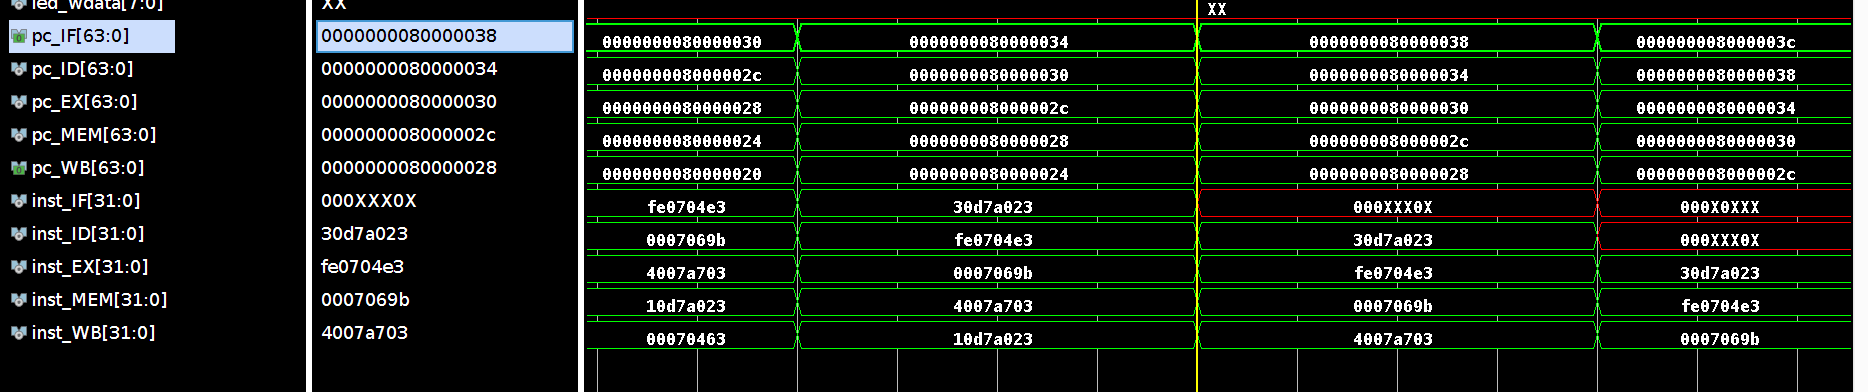 led_wdata[7:0] XX XX
pc_IF[63:0] 0000000080000038 0000000080000030 0000000080000034 0000000080000038 000000008000003c
pc_ID[63:0] 0000000080000034 000000008000002c 0000000080000030 0000000080000034 0000000080000038
pc_EX[63:0] 0000000080000030 0000000080000028 000000008000002c 0000000080000030 0000000080000034
pc_MEM[63:0] 000000008000002c 0000000080000024 0000000080000028 000000008000002c 0000000080000030
pc_WB[63:0] 0000000080000028 0000000080000020 0000000080000024 0000000080000028 000000008000002c
inst_IF[31:0] 000XXX0X fe0704e3 30d7a023 000XXX0X 000X0XXX
inst_ID[31:0] 30d7a023 0007069b fe0704e3 30d7a023 000XXX0X
inst_EX[31:0] fe0704e3 4007a703 0007069b fe0704e3 30d7a023
inst_MEM[31:0] 0007069b 10d7a023 4007a703 0007069b fe0704e3
inst_WB[31:0] 4007a703 00070463 10d7a023 4007a703 0007069b